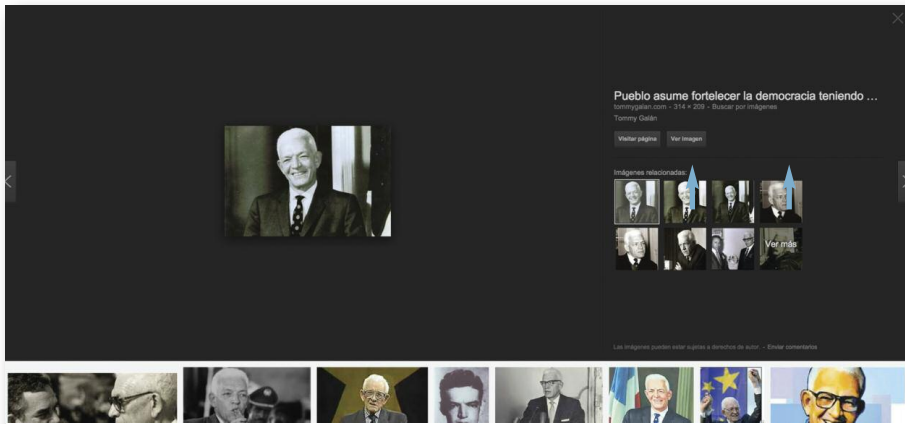 Pueblo asume fortelecer la democracia teniendo ...
tommygalan.com - 314 × 209 - Buscar por imágenes
Tommy Galán
Visitar página
Ver imagen
Imágenes relacionadas:
Ver más
Las imágenes pueden estar sujetas a derechos de autor. - Enviar comentarios